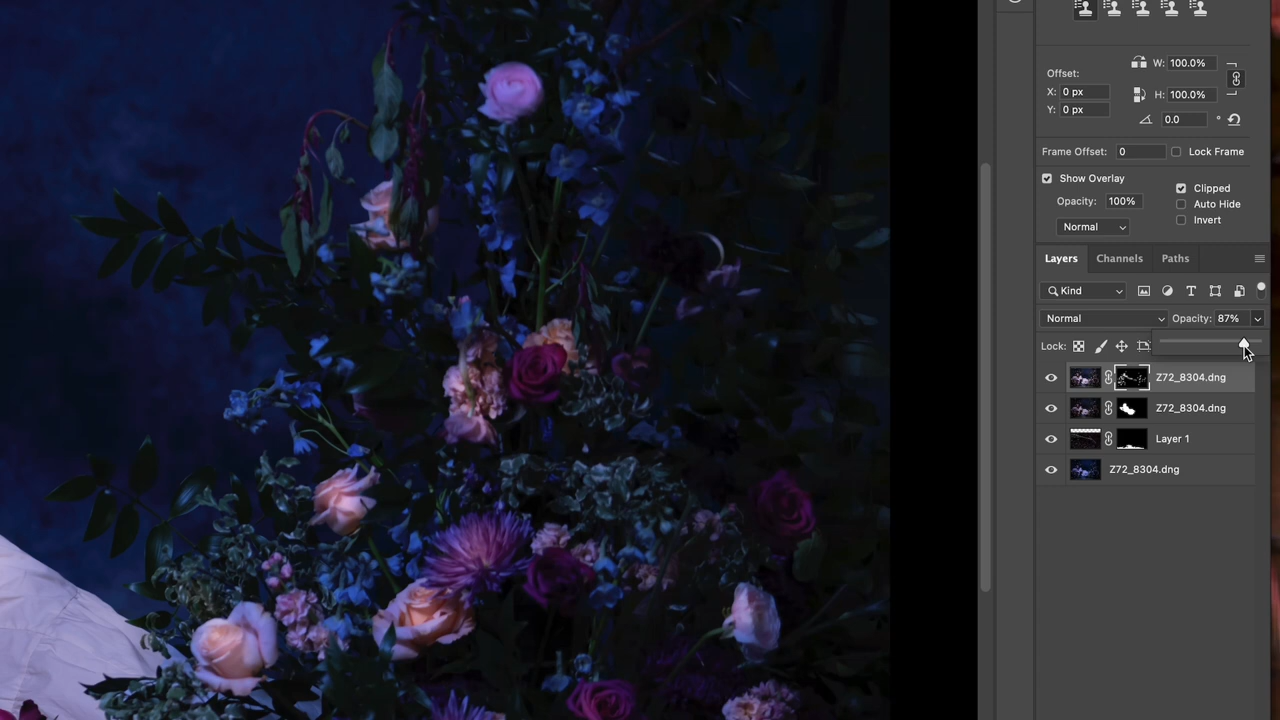 W: 100.0%
Offset:
X: 0 px
H: 100.0%
Y: 0 px
0.0 °
Frame Offset: 0 Lock Frame
Show Overlay
Clipped
Opacity: 100%
Auto Hide
Normal
Invert
Layers Channels Paths
Kind
Normal Opacity: 87%
Lock:
Z72_8304.dng
Z72_8304.dng
Layer 1
Z72_8304.dng